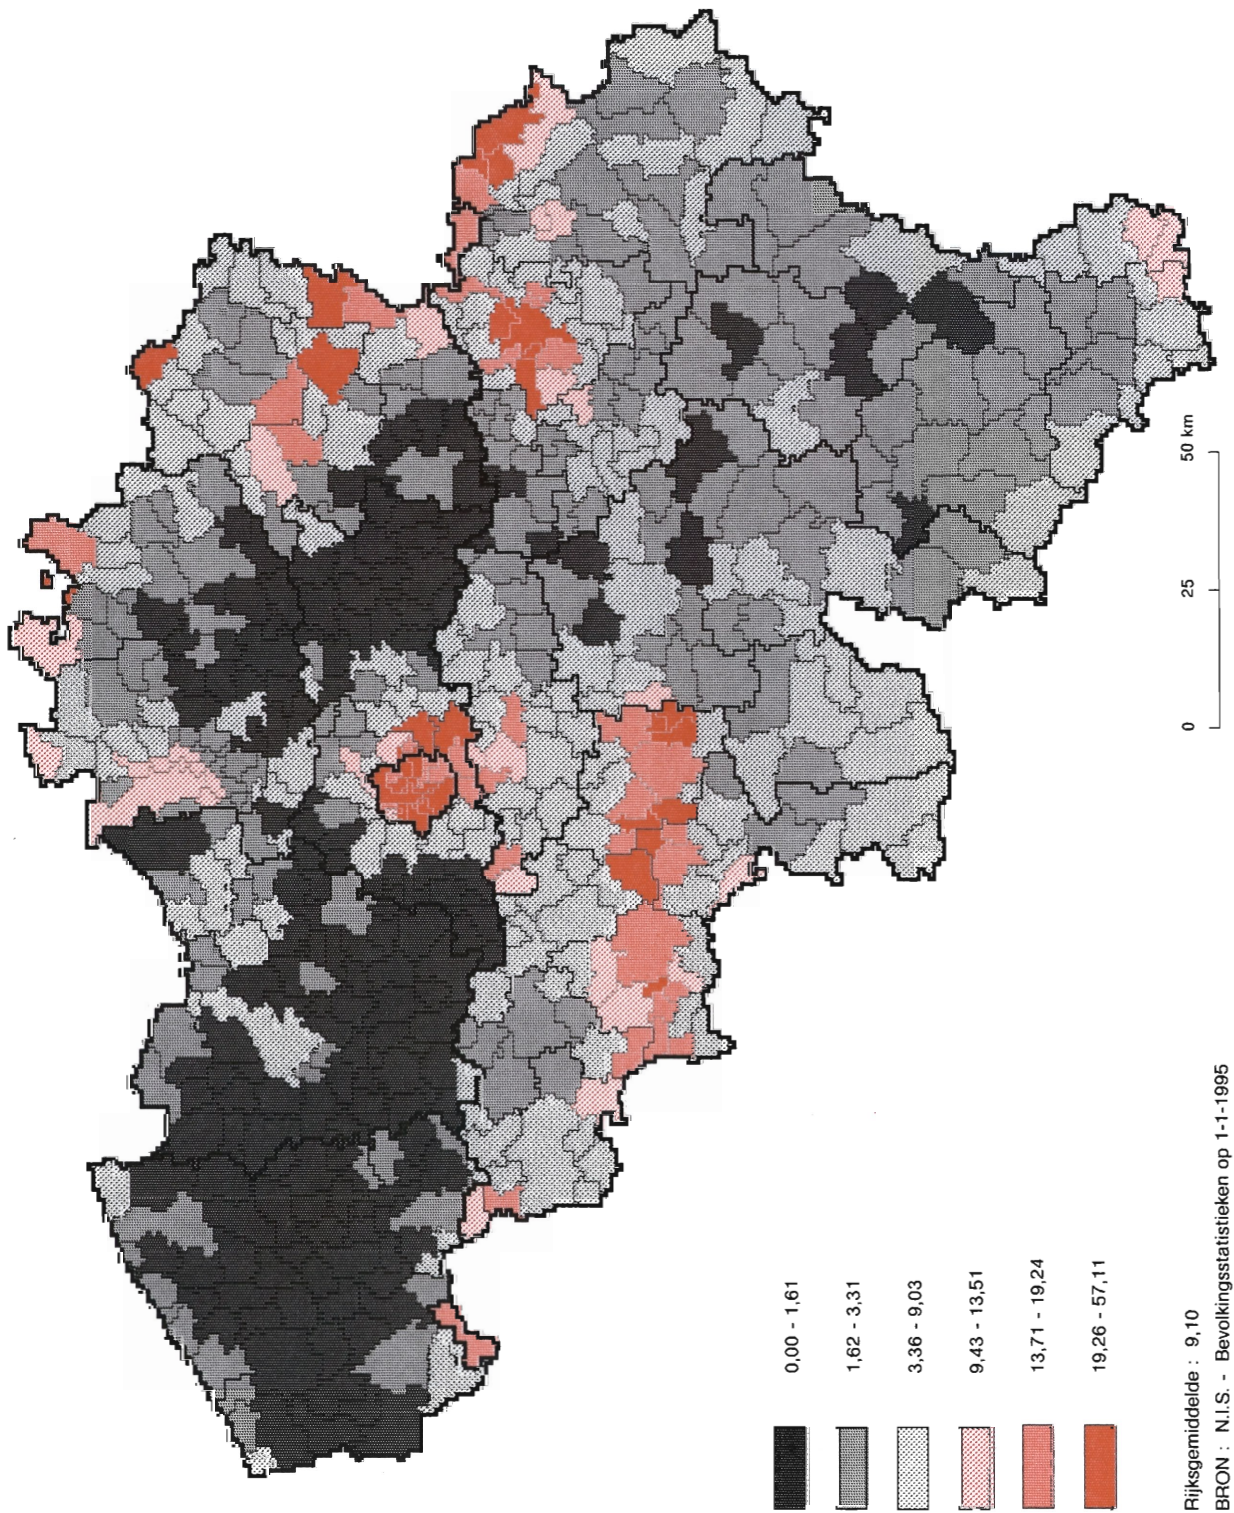 0,00 - 1,61
1,62 - 3,31
3,36 - 9,03
9,43 - 13,51
13,71 - 19,24
19,26 - 57,11
0 25 50 km
Rijksgemiddelde : 9,10
BRON : N.I.S. - Bevolkingsstatistieken op 1-1-1995